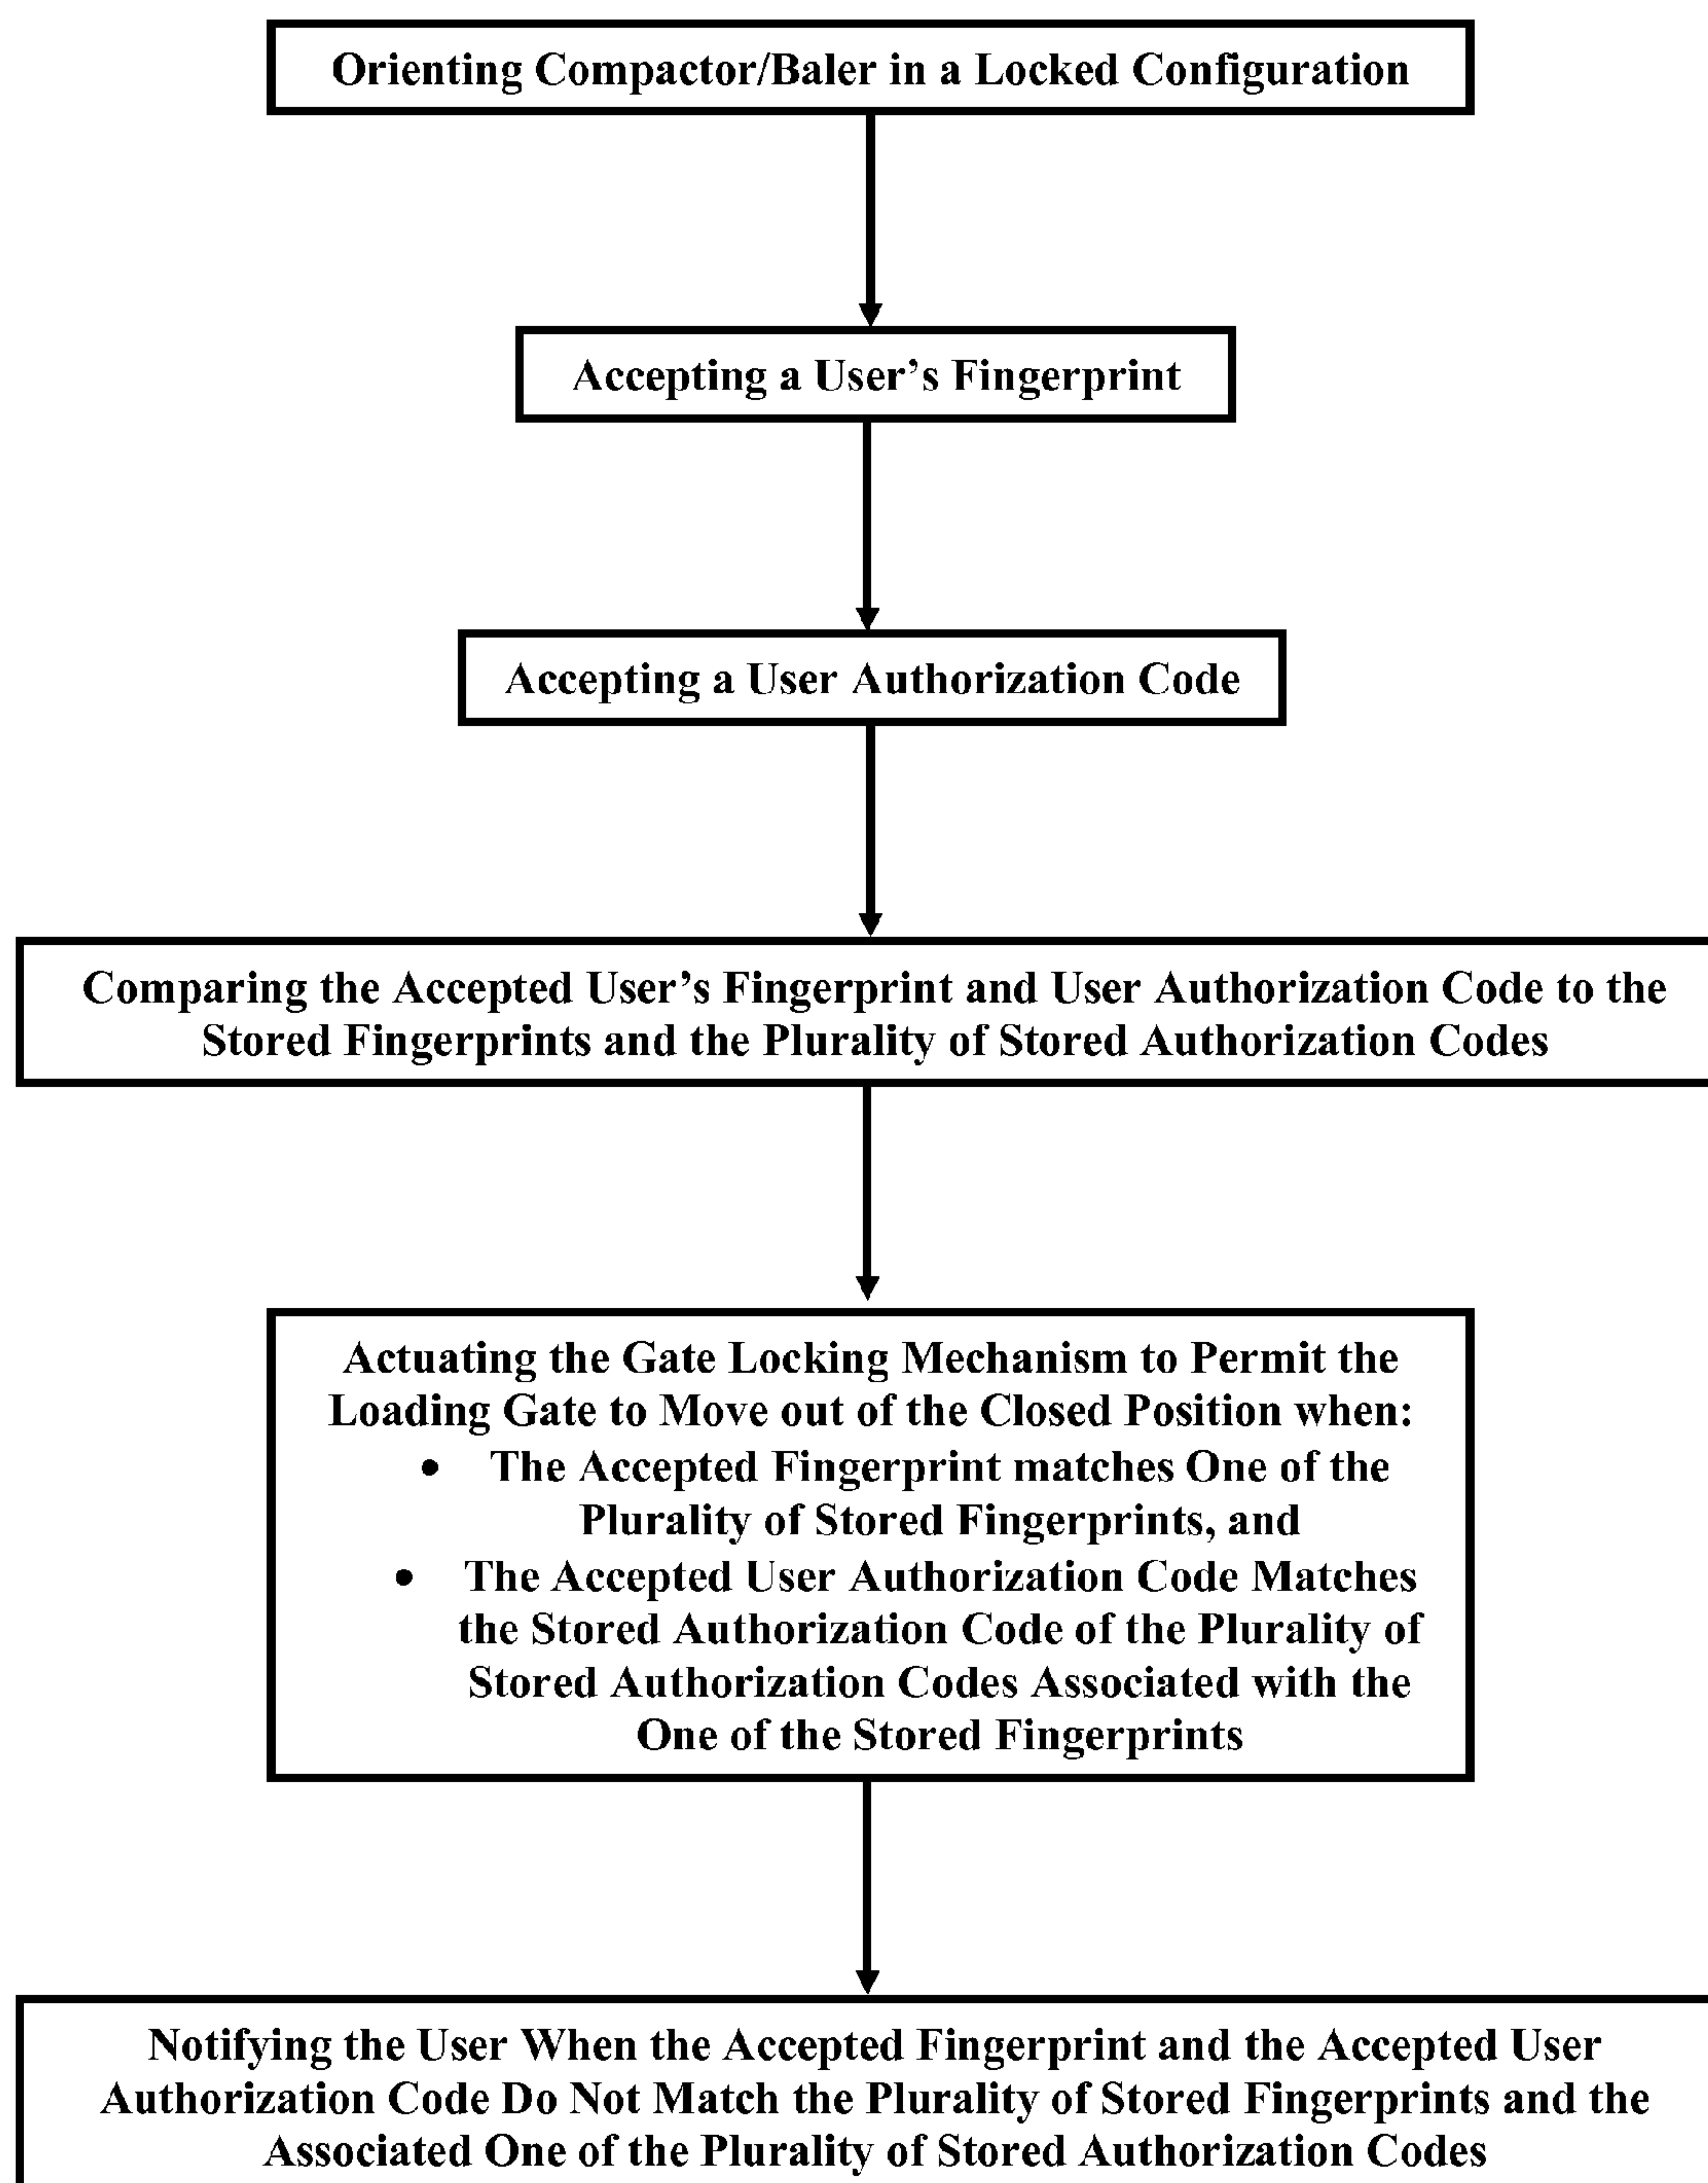 Orienting Compactor/Baler in a Locked Configuration
Accepting a User’s Fingerprint
Accepting a User Authorization Code
Comparing the Accepted User’s Fingerprint and User Authorization Code to the
Stored Fingerprints and the Plurality of Stored Authorization Codes
Actuating the Gate Locking Mechanism to Permit the
Loading Gate to Move out of the Closed Position when:
• The Accepted Fingerprint matches One of the
Plurality of Stored Fingerprints, and
• The Accepted User Authorization Code Matches
the Stored Authorization Code of the Plurality of
Stored Authorization Codes Associated with the
One of the Stored Fingerprints
Notifying the User When the Accepted Fingerprint and the Accepted User
Authorization Code Do Not Match the Plurality of Stored Fingerprints and the
Associated One of the Plurality of Stored Authorization Codes